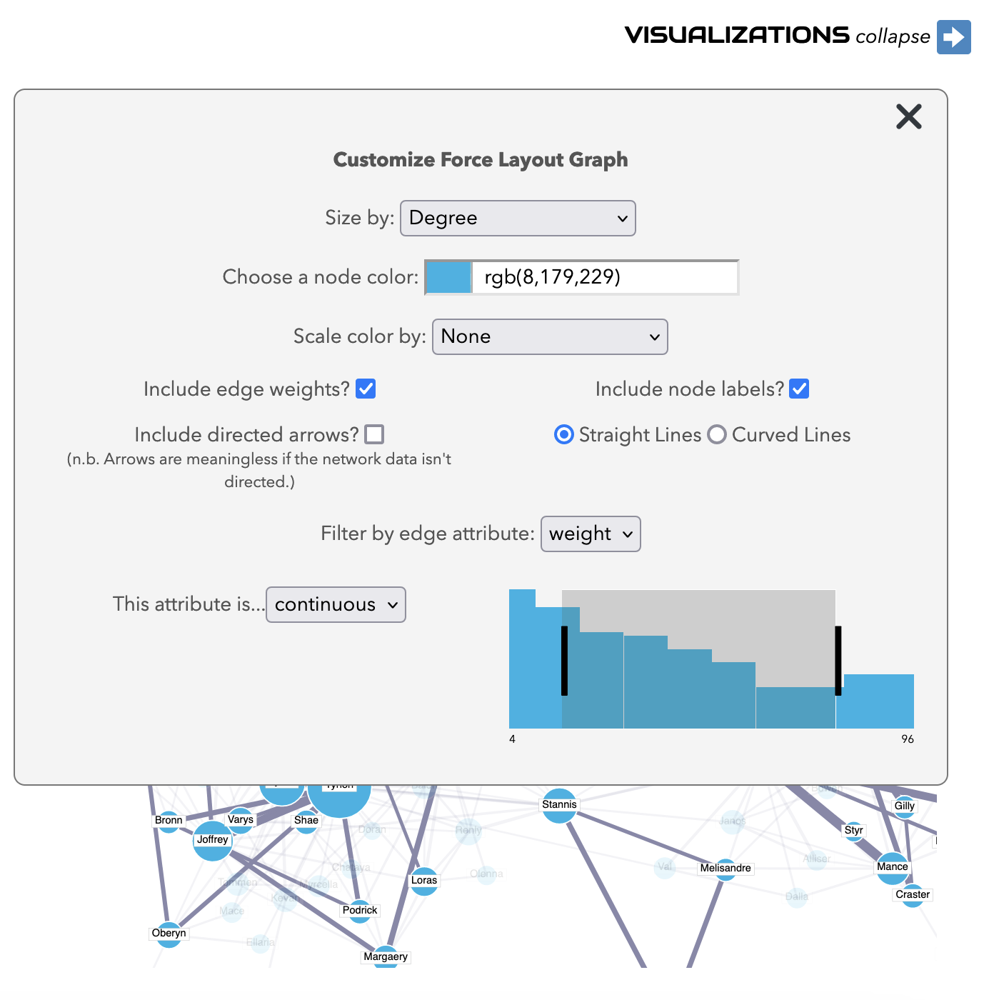 VISUALIZATIONS collapse
Customize Force Layout Graph
Size by: Degree
Choose a node color: rgb(8,179,229)
Scale color by: None
Include edge weights?
Include node labels?
Include directed arrows?
Straight Lines Curved Lines
(n.b. Arrows are meaningless if the network data isn't
directed.)
Filter by edge attribute: weight
This attribute is... continuous
4
96
Tyrion
Bowen
Stannis
Gilly
Bronn
Varys
Shae
Janos
Doran
Renly
Styr
Joffrey
Alliser
Chataya
Val
Melisandre
Mance
Olenna
Loras
Tommen
Myrcella
Kevan
Dalla
Craster
Mace
Podrick
Oberyn
Ellaria
Margaery